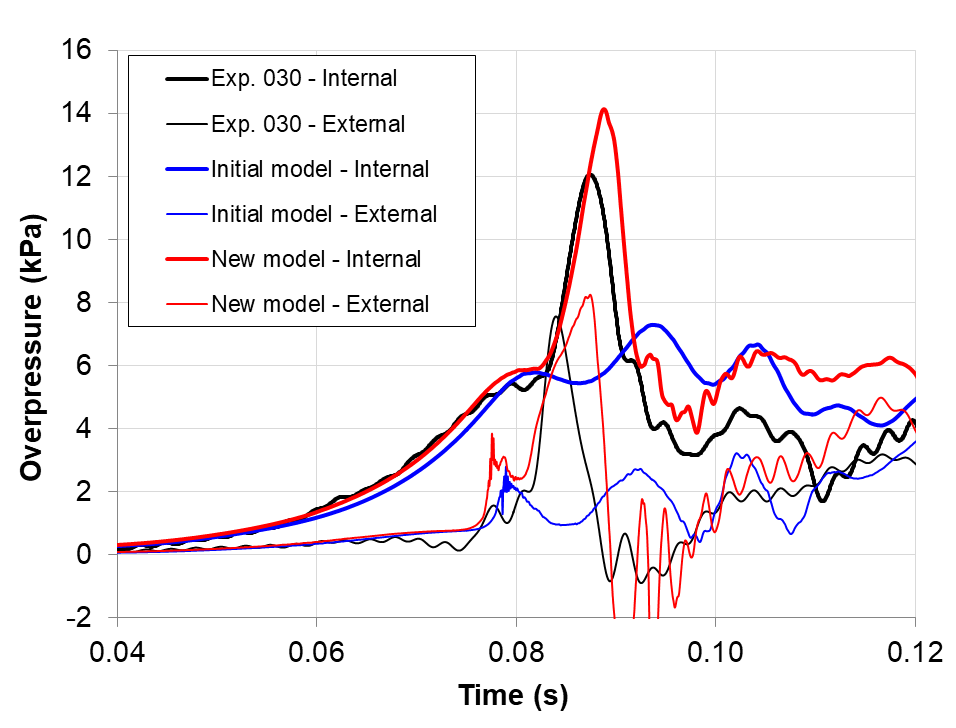 16
14
12
10
8
6
4
2
0
-2
Overpressure (kPa)
Exp. 030 - Internal
Exp. 030 - External
Initial model - Internal
Initial model - External
New model - Internal
New model - External
0.04 0.06 0.08 0.10 0.12
Time (s)